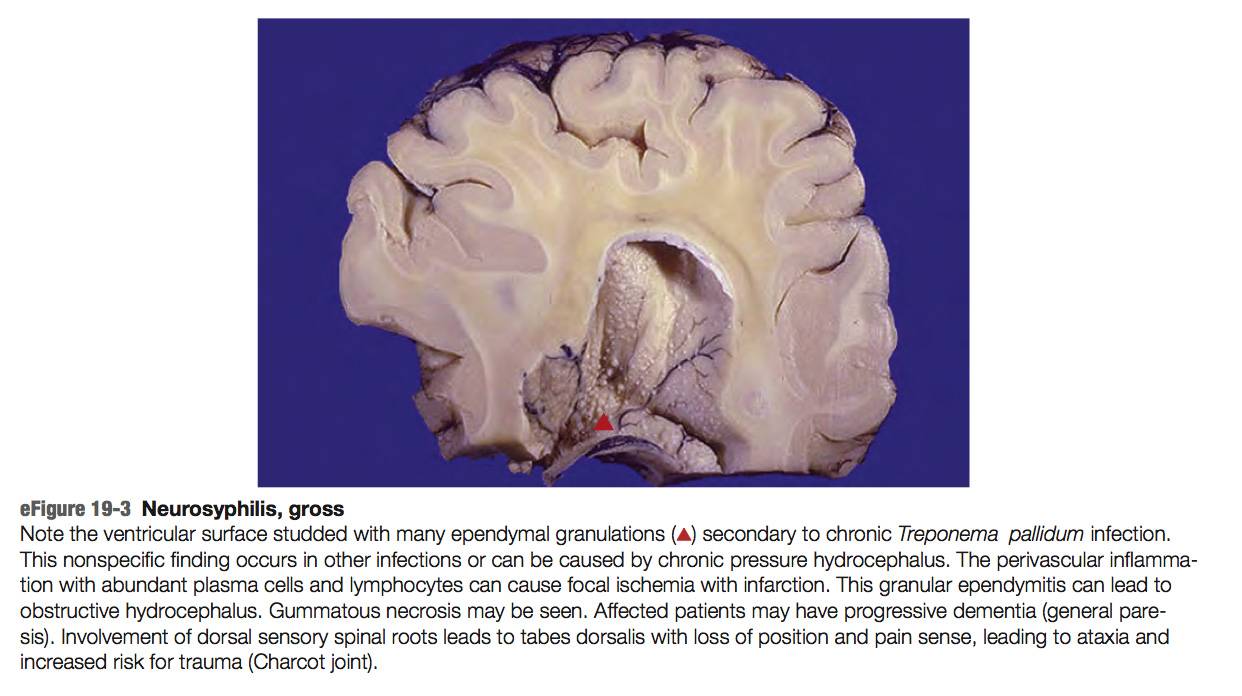 eFigure 19-3 Neurosyphilis, gross
Note the ventricular surface studded with many ependymal granulations (▲) secondary to chronic Treponema pallidum infection.
This nonspecific finding occurs in other infections or can be caused by chronic pressure hydrocephalus. The perivascular inflamma-
tion with abundant plasma cells and lymphocytes can cause focal ischemia with infarction. This granular ependymitis can lead to
obstructive hydrocephalus. Gummatous necrosis may be seen. Affected patients may have progressive dementia (general pare-
sis). Involvement of dorsal sensory spinal roots leads to tabes dorsalis with loss of position and pain sense, leading to ataxia and
increased risk for trauma (Charcot joint).